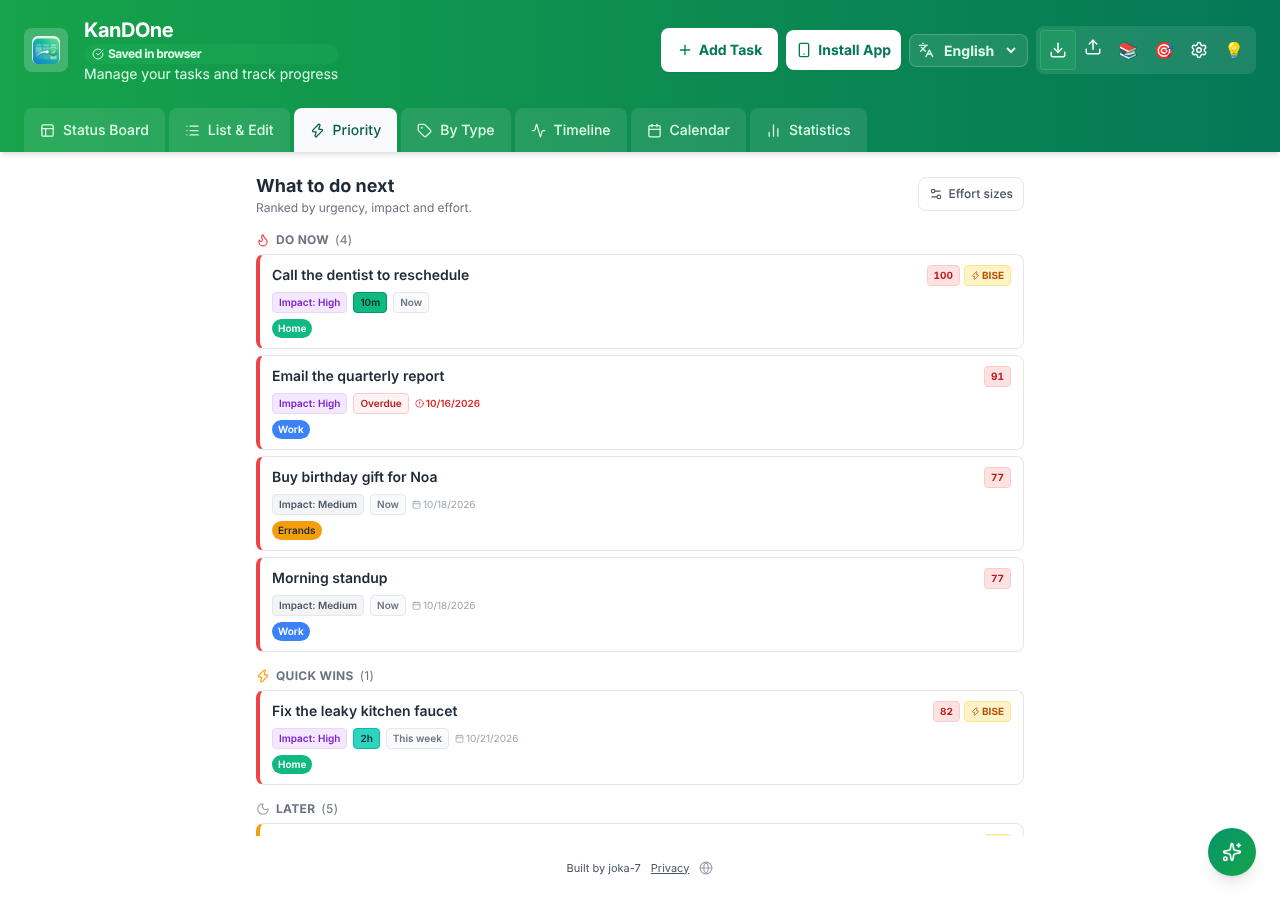 KanDOne
Saved in browser
Manage your tasks and track progress
Add Task
Install App
English
Status Board
List & Edit
Priority
By Type
Timeline
Calendar
Statistics
What to do next
Ranked by urgency, impact and effort.
Effort sizes
DO NOW (4)
Call the dentist to reschedule
100 BISE
Impact: High 10m Now
Home
Email the quarterly report
91
Impact: High Overdue 10/16/2026
Work
Buy birthday gift for Noa
77
Impact: Medium Now 10/18/2026
Errands
Morning standup
77
Impact: Medium Now 10/18/2026
Work
QUICK WINS (1)
Fix the leaky kitchen faucet
82 BISE
Impact: High 2h This week 10/21/2026
Home
LATER (5)
Built by joka-7 Privacy